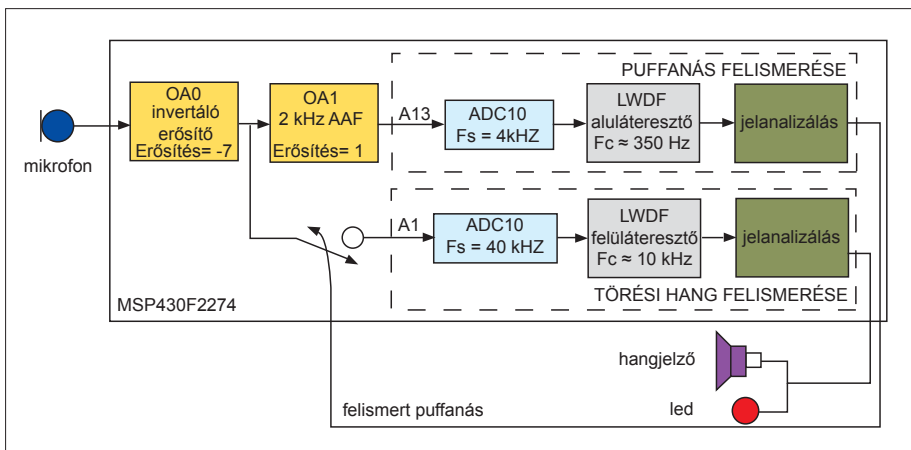 PUFFANÁS FELISMERÉSE
OA0
invertáló
erősítő
Erősítés= -7
OA1
2 kHz AAF
Erősítés= 1
A13
ADC10
Fs = 4kHZ
LWDF
aluláteresztő
Fc ≈ 350 Hz
jelanalizálás
mikrofon
A1
ADC10
Fs = 40 kHZ
LWDF
felüláteresztő
Fc ≈ 10 kHz
jelanalizálás
TÖRÉSI HANG FELISMERÉSE
MSP430F2274
hangjelző
felismert puffanás
led